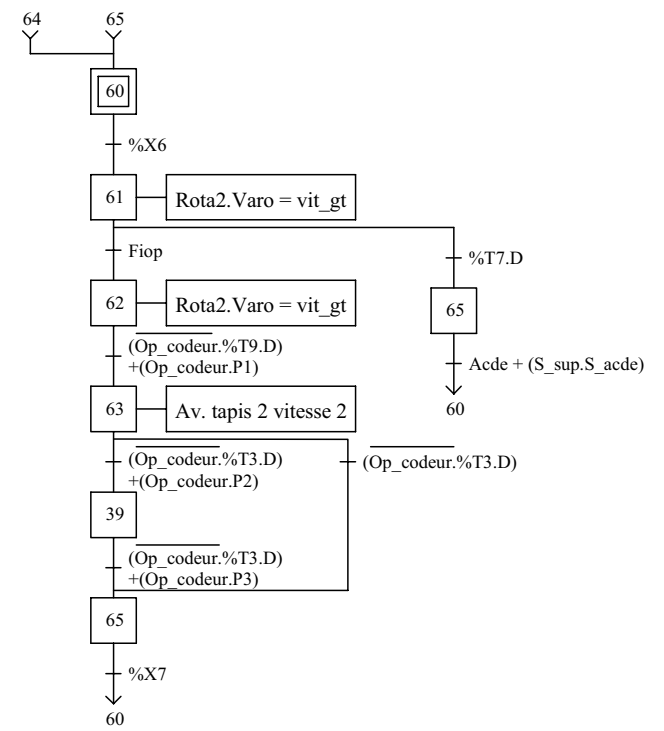 64 65
60
%X6
61 Rota2.Varo = vit_gt
Fiop %T7.D
62 Rota2.Varo = vit_gt 65
(Op_codeur.%T9.D)
+(Op_codeur.P1)
Acde + (S_sup.S_acde)
63 Av. tapis 2 vitesse 2 60
(Op_codeur.%T3.D) (Op_codeur.%T3.D)
+(Op_codeur.P2)
39
(Op_codeur.%T3.D)
+(Op_codeur.P3)
65
%X7
60